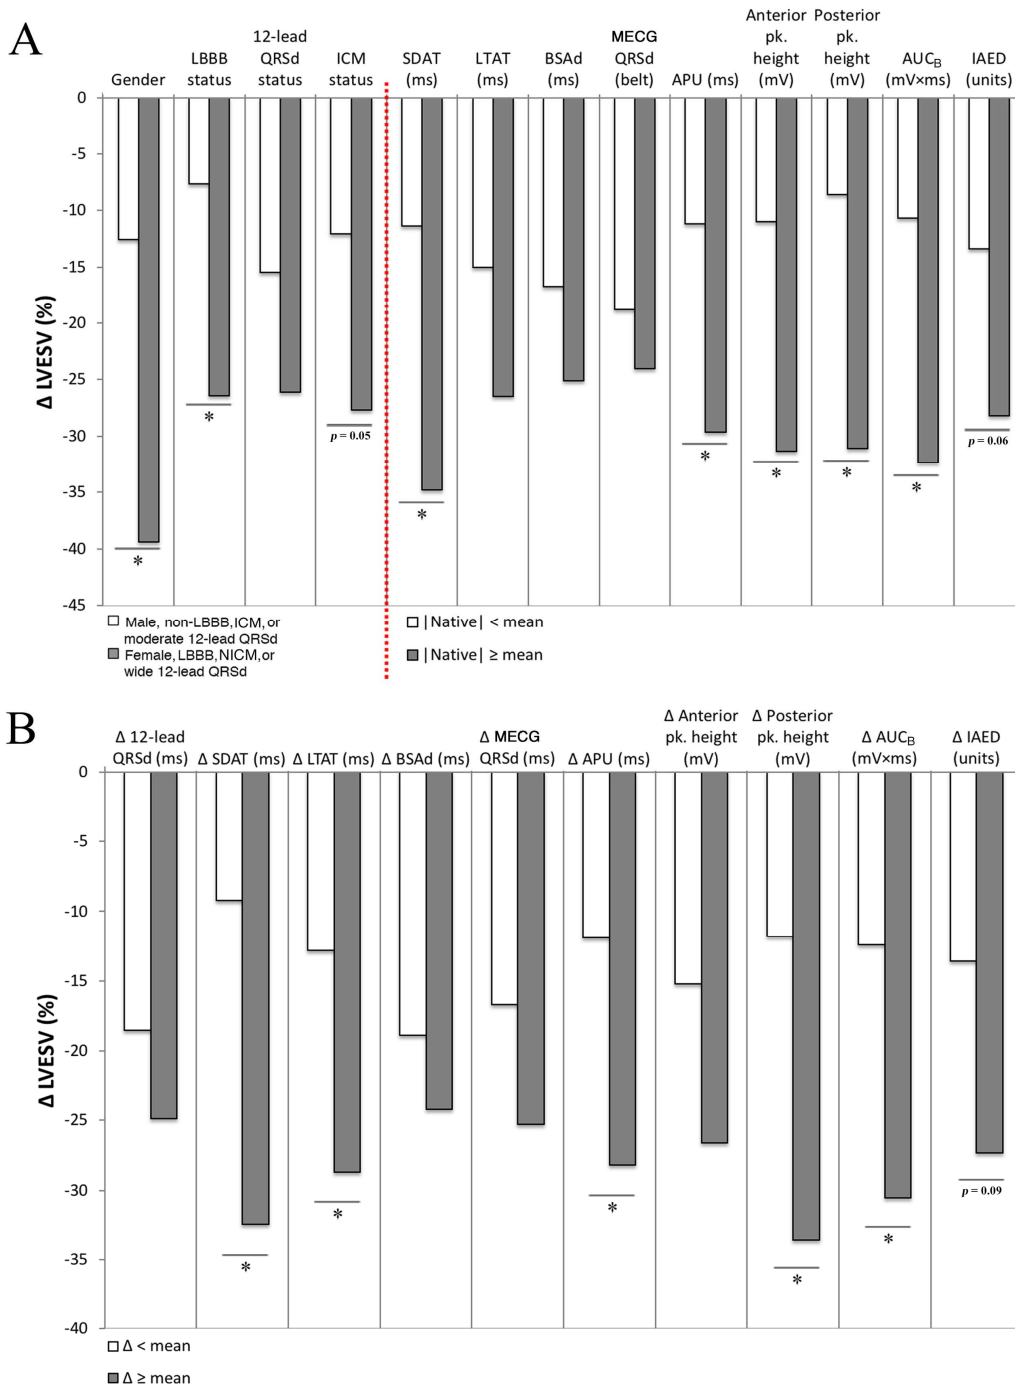 A
Gender
LBBB
status
12-lead
QRSd
status
ICM
status
SDAT
(ms)
LTAT
(ms)
BSAd
(ms)
MECG
QRSd
(belt)
APU (ms)
Anterior
pk.
height
(mV)
Posterior
pk.
height
(mV)
AUCB
(mV×ms)
IAED
(units)
0
-5
-10
-15
-20
-25
-30
-35
-40
-45
Δ LVESV (%)
*
*
p = 0.05
*
*
*
*
*
p = 0.06
Male, non-LBBB, ICM, or
moderate 12-lead QRSd
Female, LBBB, NICM, or
wide 12-lead QRSd
|Native| < mean
|Native| ≥ mean
B
Δ 12-lead
QRSd (ms)
Δ SDAT (ms)
Δ LTAT (ms)
Δ BSAd (ms)
Δ MECG
QRSd (ms)
Δ APU (ms)
Δ Anterior
pk. height
(mV)
Δ Posterior
pk. height
(mV)
Δ AUCB
(mV×ms)
Δ IAED
(units)
0
-5
-10
-15
-20
-25
-30
-35
-40
Δ LVESV (%)
*
*
*
*
*
p = 0.09
Δ < mean
Δ ≥ mean